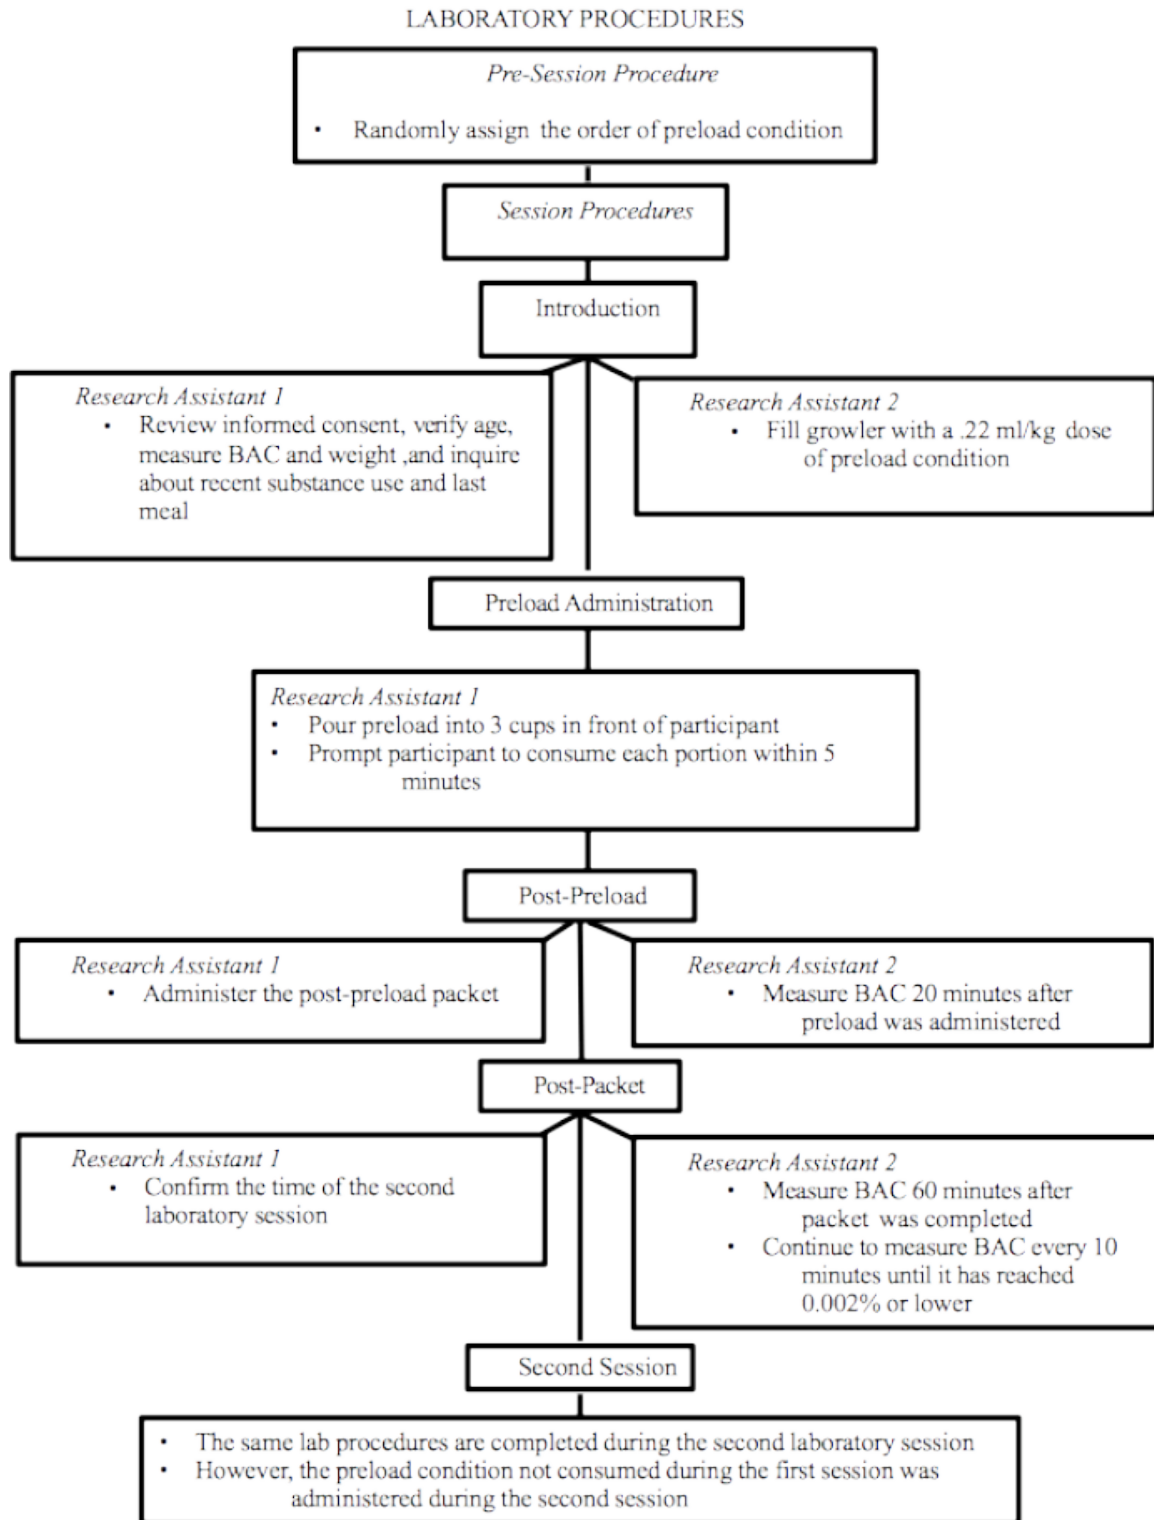 LABORATORY PROCEDURES
Pre-Session Procedure
• Randomly assign the order of preload condition
Session Procedures
Introduction
Research Assistant 1
• Review informed consent, verify age,
measure BAC and weight ,and inquire
about recent substance use and last
meal
Research Assistant 2
• Fill growler with a .22 ml/kg dose
of preload condition
Preload Administration
Research Assistant 1
• Pour preload into 3 cups in front of participant
• Prompt participant to consume each portion within 5
minutes
Post-Preload
Research Assistant 1
• Administer the post-preload packet
Research Assistant 2
• Measure BAC 20 minutes after
preload was administered
Post-Packet
Research Assistant 1
• Confirm the time of the second
laboratory session
Research Assistant 2
• Measure BAC 60 minutes after
packet was completed
• Continue to measure BAC every 10
minutes until it has reached
0.002% or lower
Second Session
• The same lab procedures are completed during the second laboratory session
• However, the preload condition not consumed during the first session was
administered during the second session